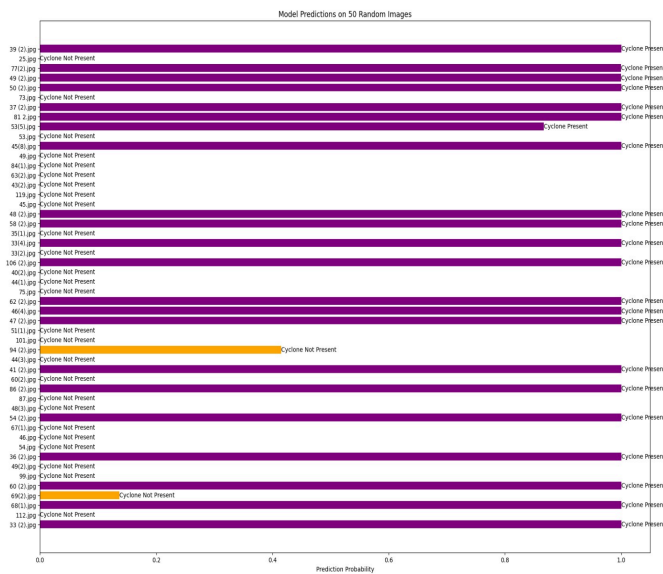 Model Predictions on 50 Random Images
39 (2).jpg Cyclone Presen
25.jpg Cyclone Not Present
77(2).jpg Cyclone Presen
49 (2).jpg Cyclone Presen
50 (2).jpg Cyclone Presen
73.jpg Cyclone Not Present
37 (2).jpg Cyclone Presen
81 2.jpg Cyclone Presen
53(5).jpg Cyclone Present
53.jpg Cyclone Not Present
45(8).jpg Cyclone Presen
49.jpg Cyclone Not Present
84(1).jpg Cyclone Not Present
63(2).jpg Cyclone Not Present
43(2).jpg Cyclone Not Present
119.jpg Cyclone Not Present
45.jpg Cyclone Not Present
48 (2).jpg Cyclone Presen
58 (2).jpg Cyclone Presen
35(1).jpg Cyclone Not Present
33(4).jpg Cyclone Presen
33(2).jpg Cyclone Not Present
106 (2).jpg Cyclone Presen
40(2).jpg Cyclone Not Present
44(1).jpg Cyclone Not Present
75.jpg Cyclone Not Present
62 (2).jpg Cyclone Presen
46(4).jpg Cyclone Presen
47 (2).jpg Cyclone Presen
51(1).jpg Cyclone Not Present
101.jpg Cyclone Not Present
94 (2).jpg Cyclone Not Present
44(3).jpg Cyclone Not Present
41 (2).jpg Cyclone Presen
60(2).jpg Cyclone Not Present
86 (2).jpg Cyclone Presen
87.jpg Cyclone Not Present
48(3).jpg Cyclone Not Present
54 (2).jpg Cyclone Presen
67(1).jpg Cyclone Not Present
46.jpg Cyclone Not Present
54.jpg Cyclone Not Present
36 (2).jpg Cyclone Presen
49(2).jpg Cyclone Not Present
99.jpg Cyclone Not Present
60 (2).jpg Cyclone Presen
69(2).jpg Cyclone Not Present
68(1).jpg Cyclone Presen
112.jpg Cyclone Not Present
33 (2).jpg Cyclone Presen
0.0 0.2 0.4 0.6 0.8 1.0
Prediction Probability